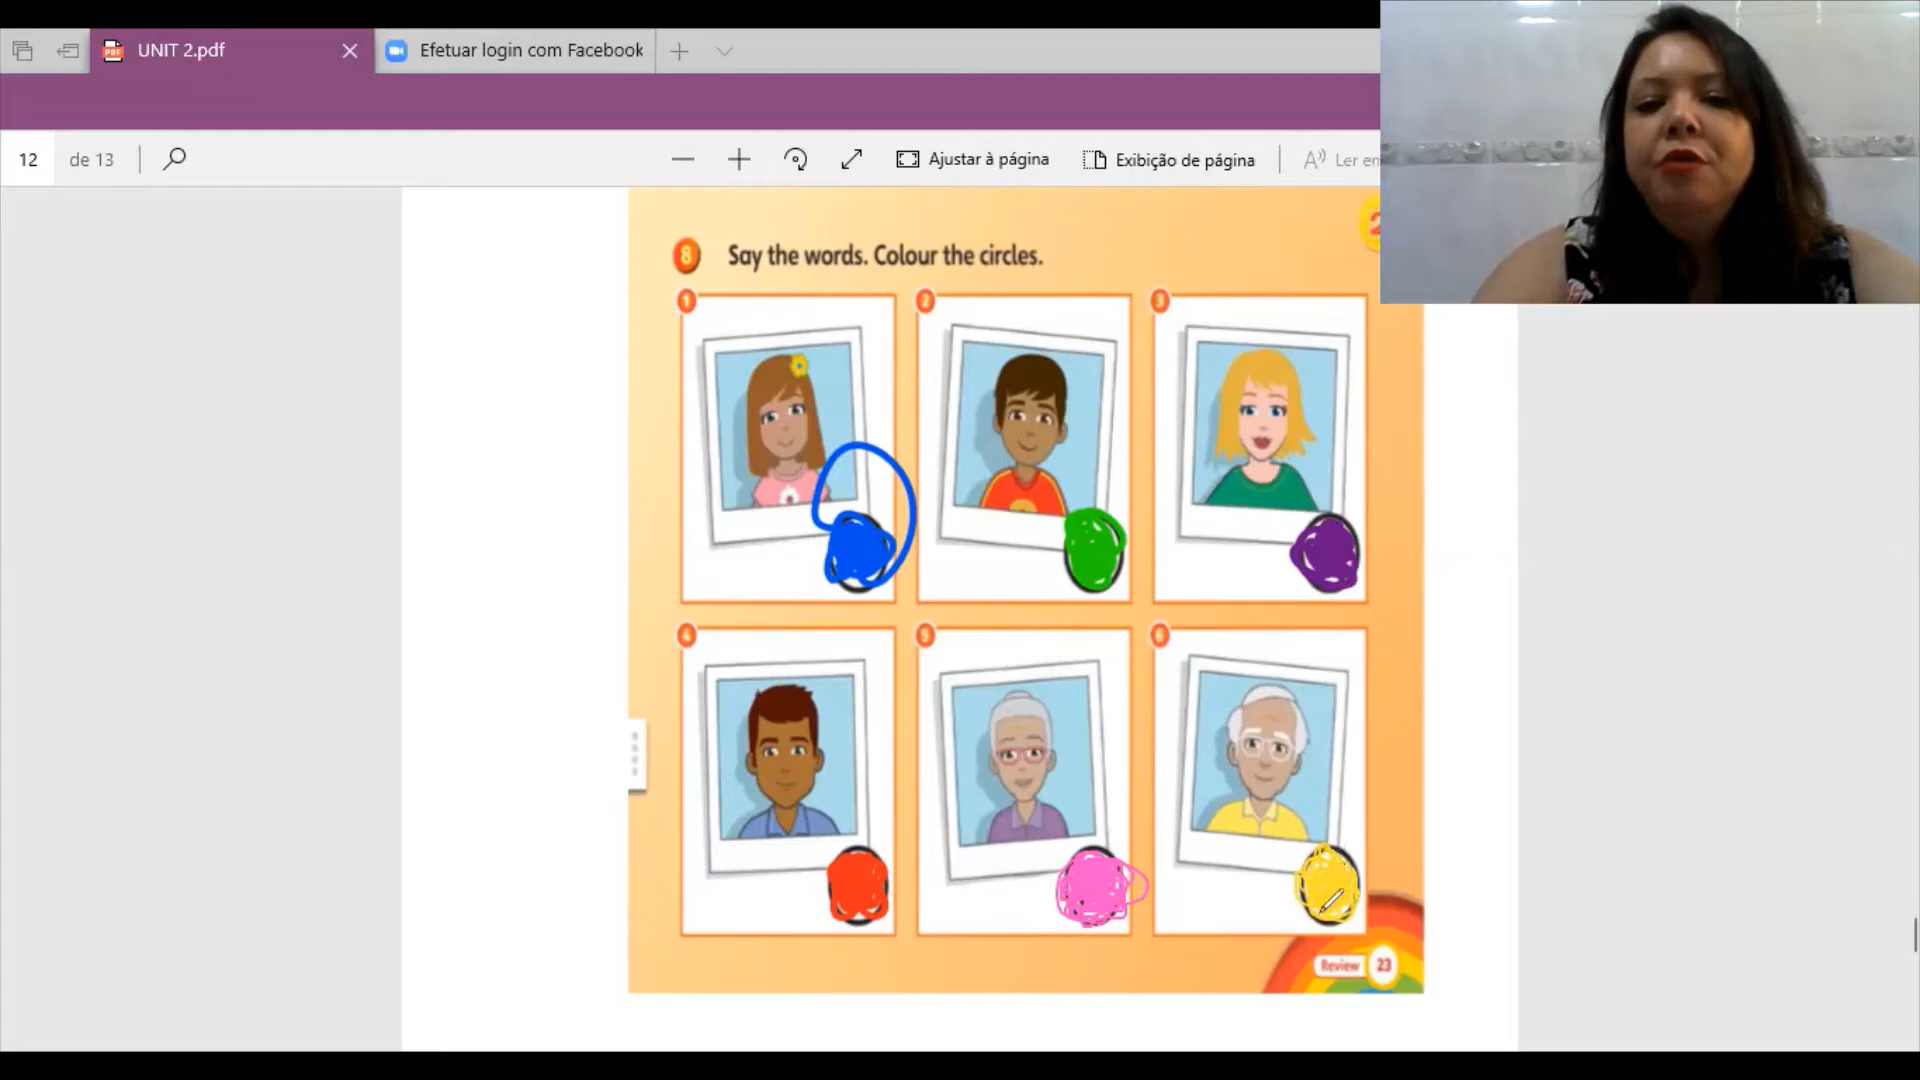 UNIT 2.pdf
Efetuar login com Facebook
12 de 13
Ajustar à página
Exibição de página
Ler en
2
8 Say the words. Colour the circles.
1
2
3
4
5
6
Review 23